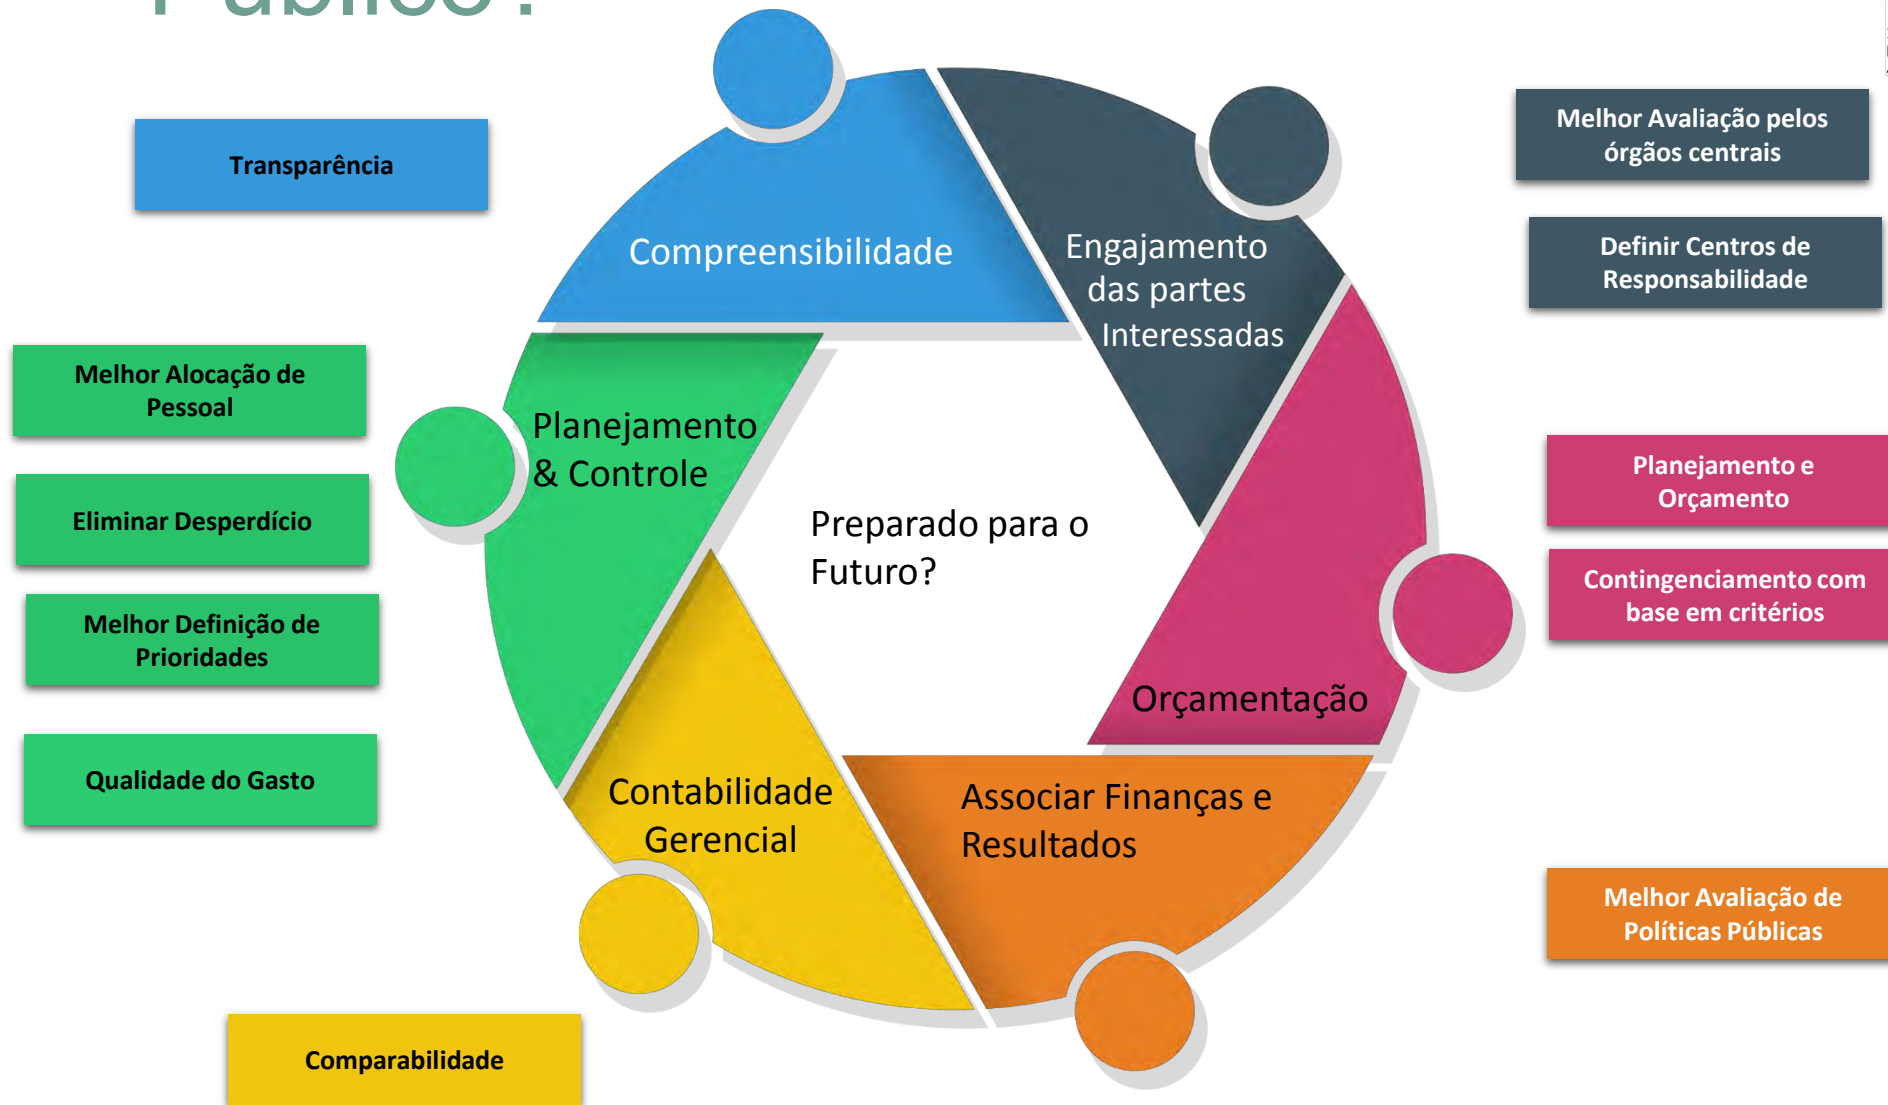 Público?
Transparência
Melhor Alocação de
Pessoal
Eliminar Desperdício
Melhor Definição de
Prioridades
Qualidade do Gasto
Comparabilidade
Compreensibilidade
Engajamento
das partes
Interessadas
Planejamento
& Controle
Preparado para o
Futuro?
Orçamentação
Contabilidade
Gerencial
Associar Finanças e
Resultados
Melhor Avaliação pelos
órgãos centrais
Definir Centros de
Responsabilidade
Planejamento e
Orçamento
Contingenciamento com
base em critérios
Melhor Avaliação de
Políticas Públicas